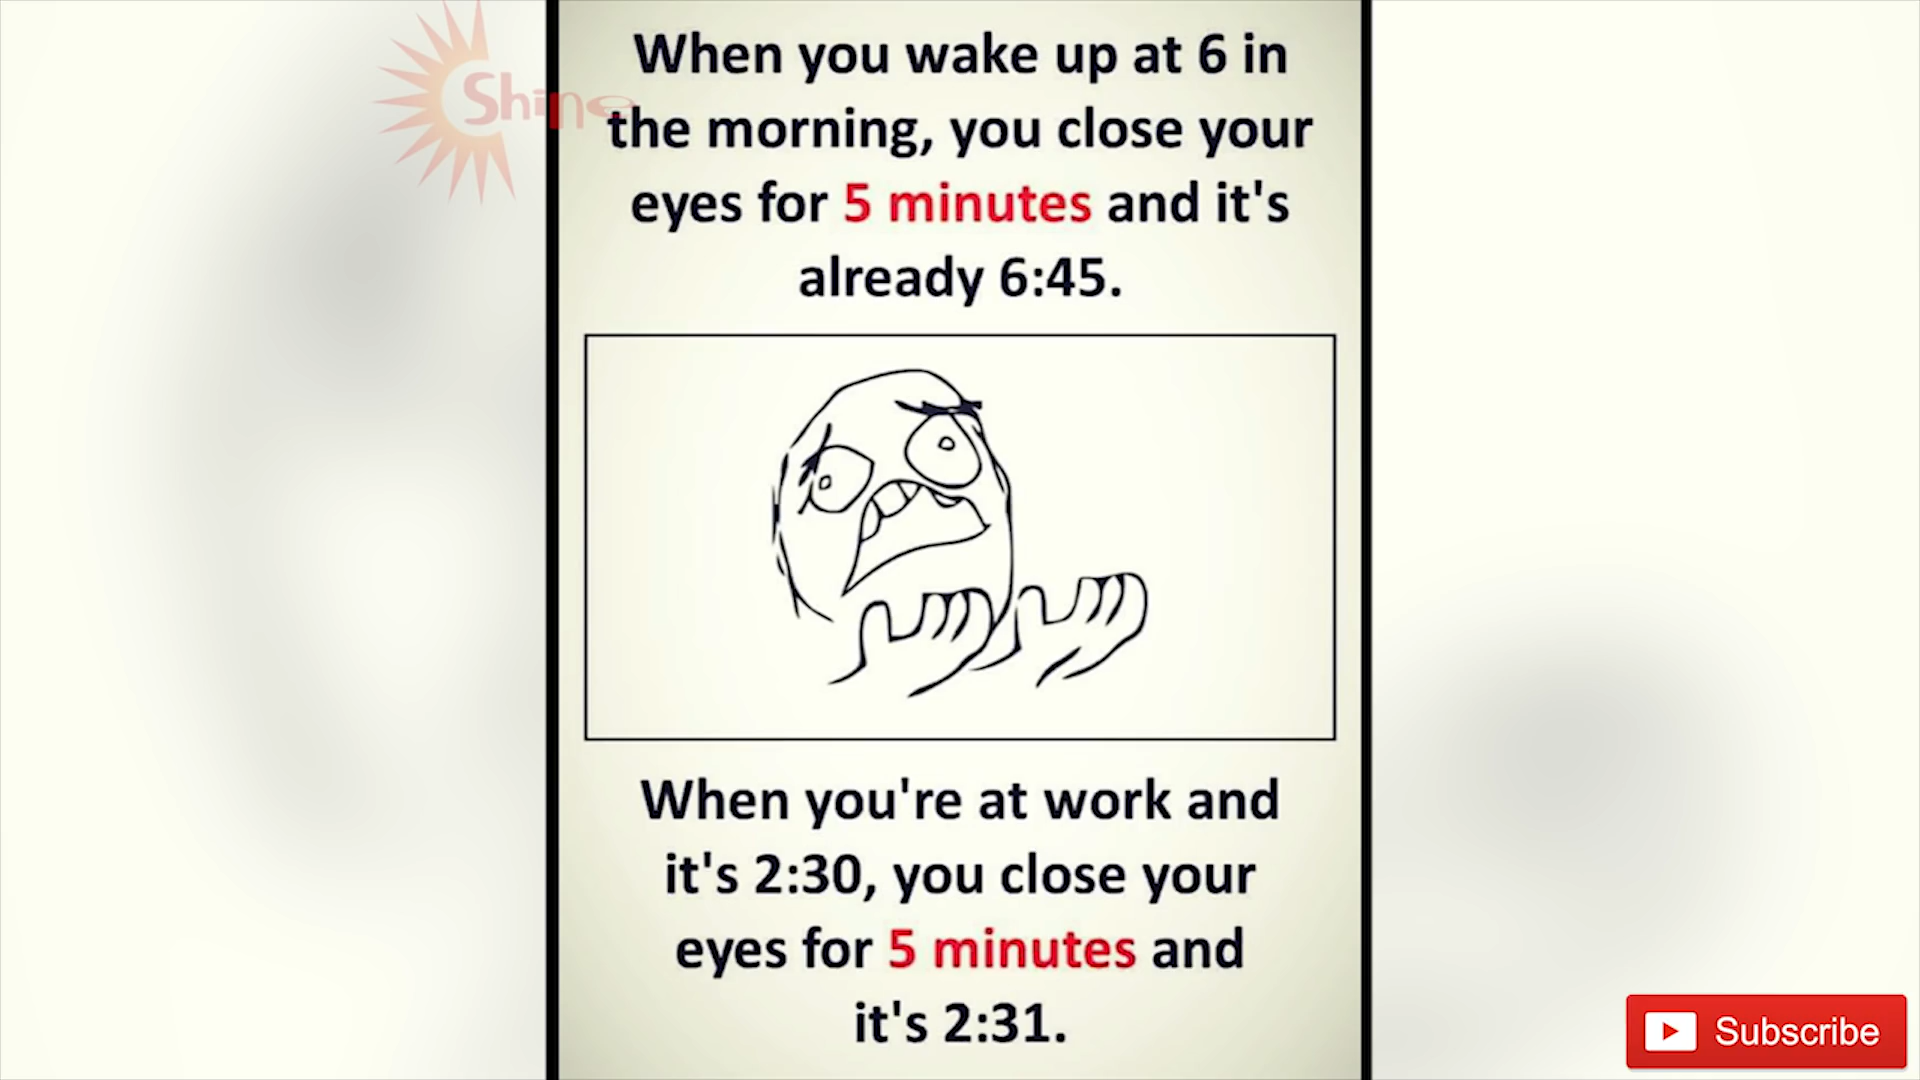 Shine
When you wake up at 6 in
the morning, you close your
eyes for 5 minutes and it's
already 6:45.
When you're at work and
it's 2:30, you close your
eyes for 5 minutes and
it's 2:31.
Subscribe